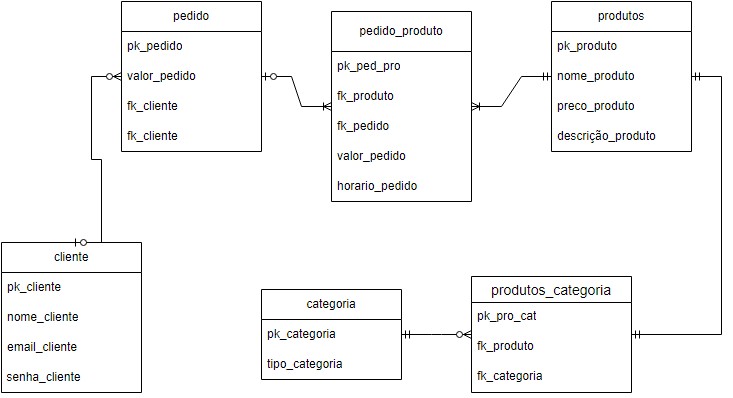 pedido
pk_pedido
valor_pedido
fk_cliente
fk_cliente
pedido_produto
pk_ped_pro
fk_produto
fk_pedido
valor_pedido
horario_pedido
produtos
pk_produto
nome_produto
preco_produto
descrição_produto
cliente
pk_cliente
nome_cliente
email_cliente
senha_cliente
categoria
pk_categoria
tipo_categoria
produtos_categoria
pk_pro_cat
fk_produto
fk_categoria